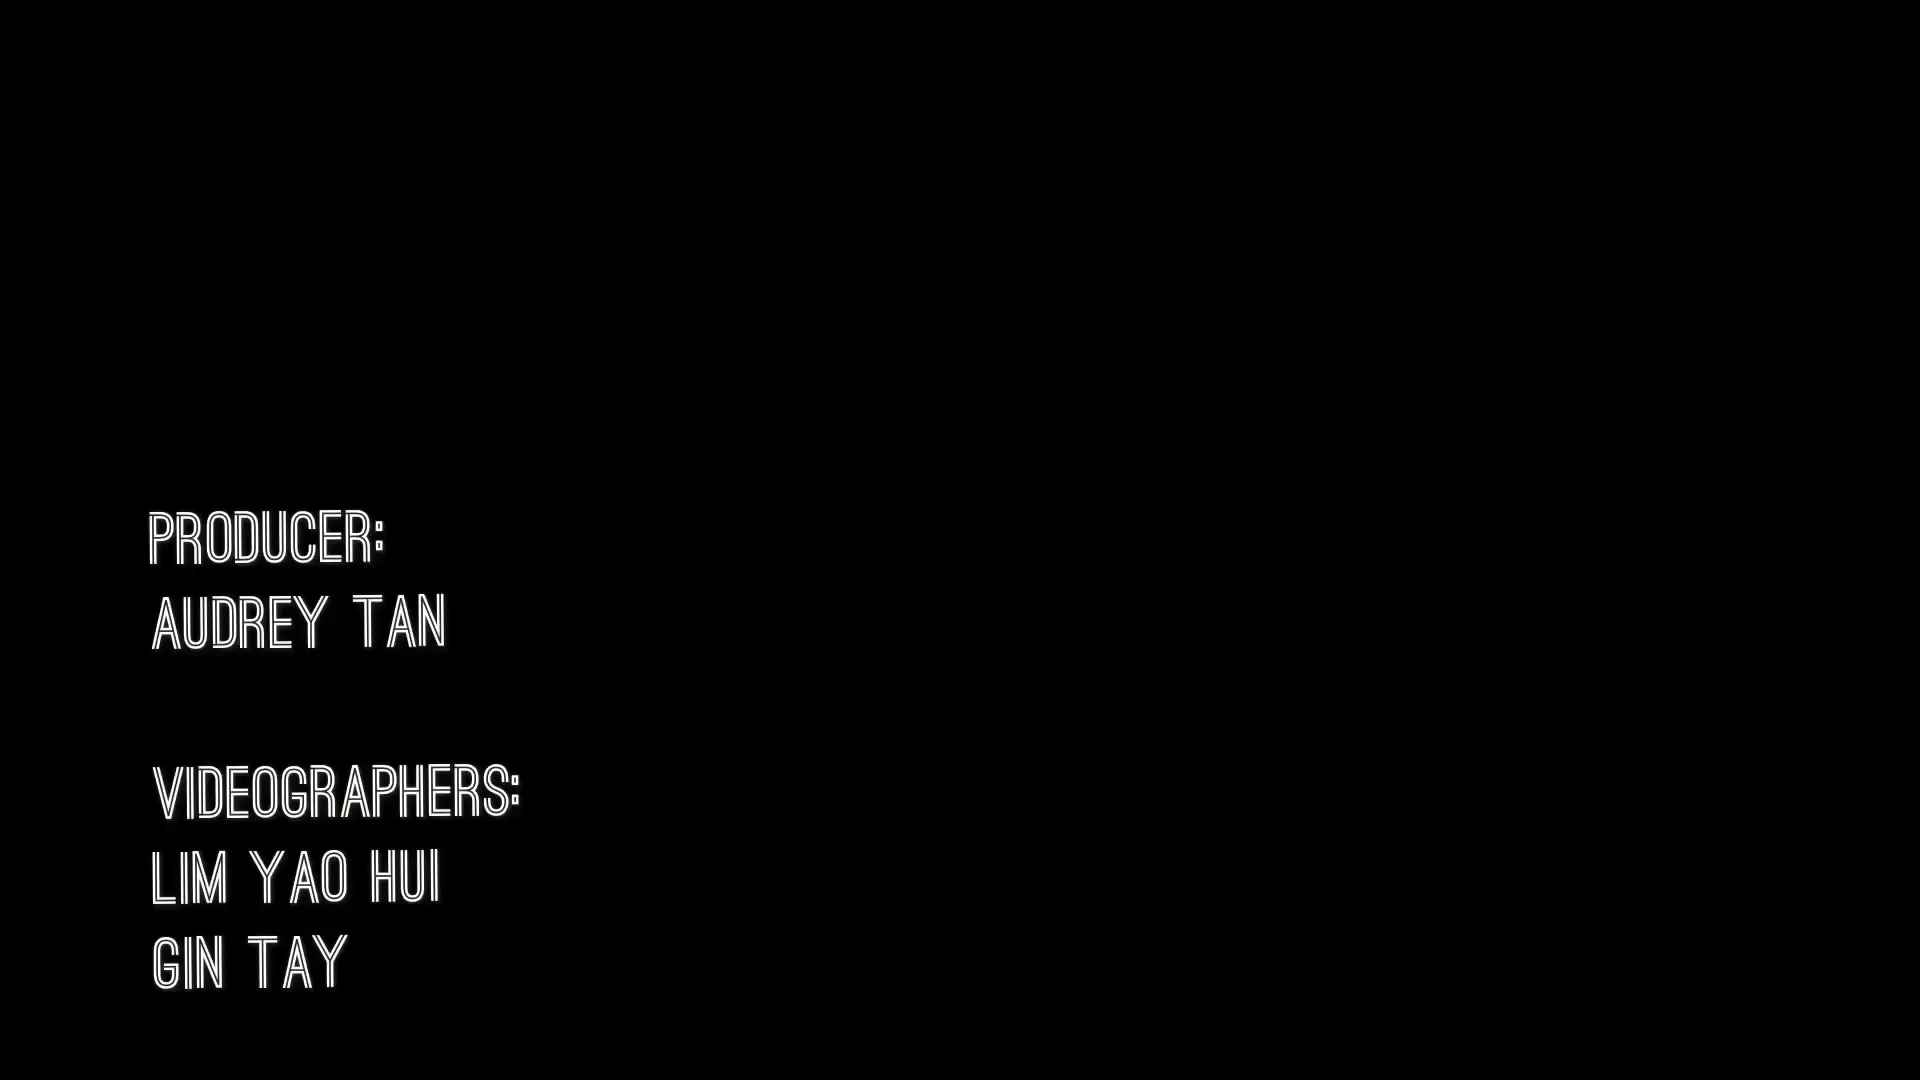 PRODUCER:
AUDREY TAN
VIDEOGRAPHERS:
LIM YAO HUI
GIN TAY